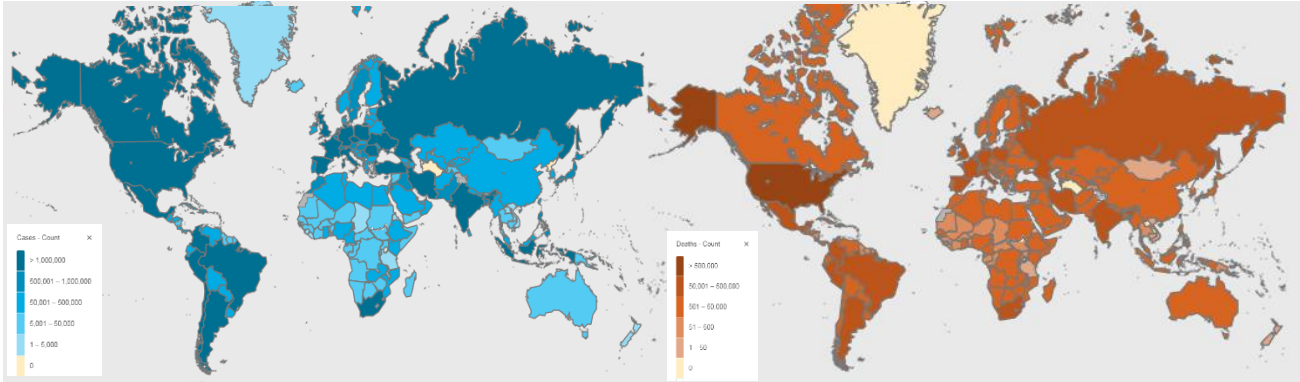 Cases - Count ×
> 1,000,000
500,001 – 1,000,000
50,001 – 500,000
5,001 – 50,000
1 – 5,000
0
Deaths - Count ×
> 500,000
50,001 – 500,000
501 – 50,000
51 – 500
1 – 50
0